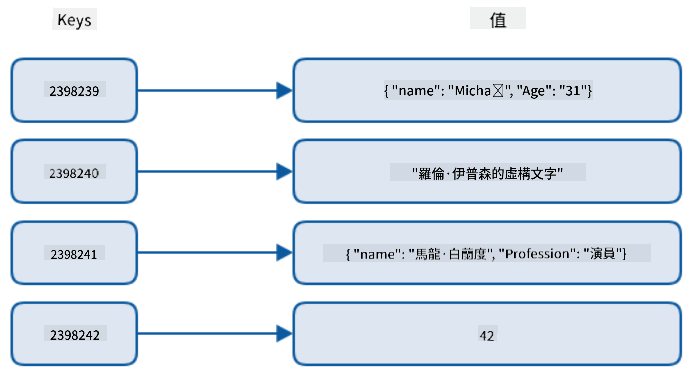 Keys
值
2398239
{ "name": "Micha☒", "Age": "31"}
2398240
"羅倫·伊普森的虛構文字"
2398241
{ "name": "馬龍·白蘭度", "Profession": "演員"}
2398242
42